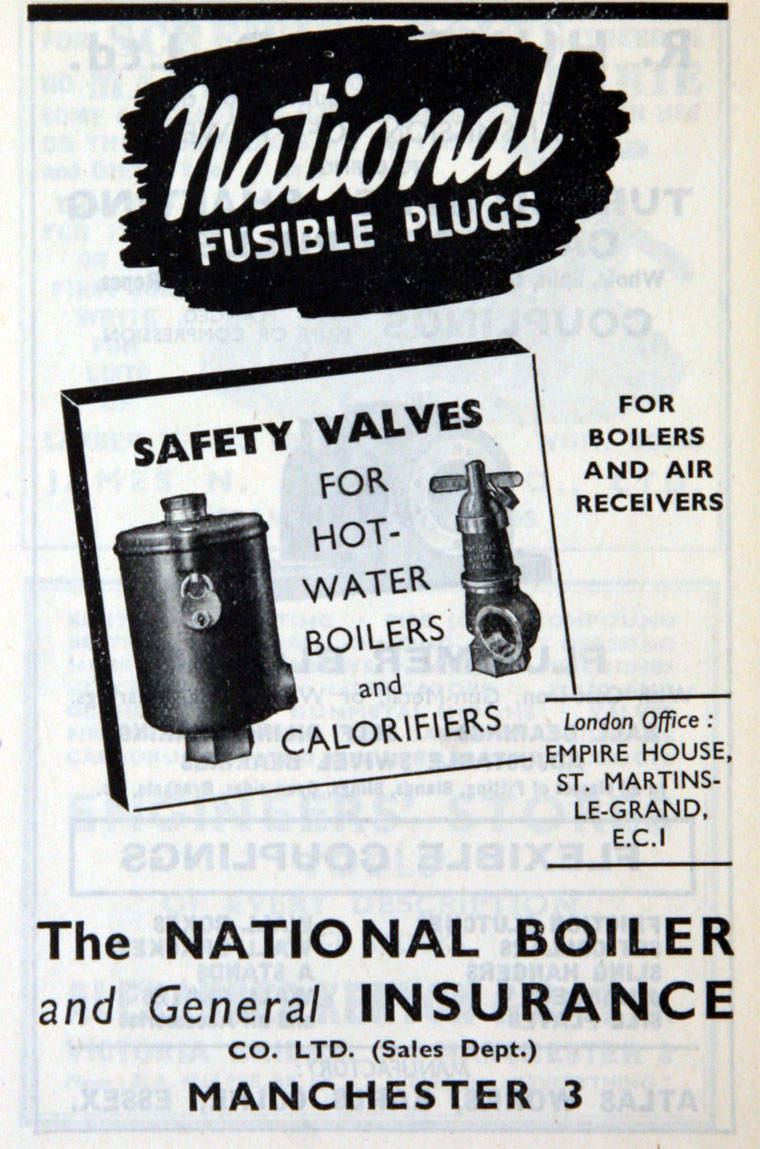 National
FUSIBLE PLUGS
SAFETY VALVES
FOR
HOT-
WATER
BOILERS
and
CALORIFIERS
FOR
BOILERS
AND AIR
RECEIVERS
London Office :
EMPIRE HOUSE,
ST. MARTINS-
LE-GRAND,
E.C.1
The NATIONAL BOILER
and General INSURANCE
CO. LTD. (Sales Dept.)
MANCHESTER 3